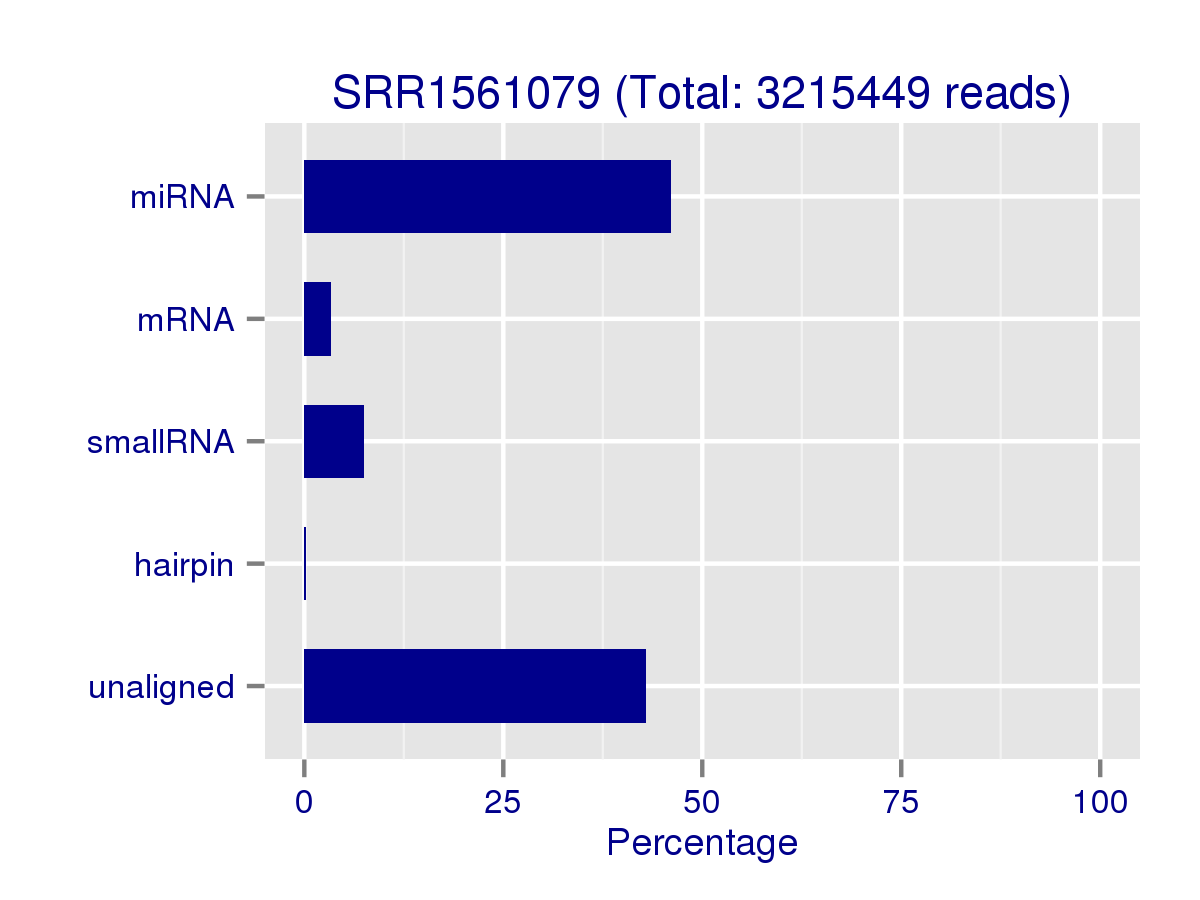 SRR1561079 (Total: 3215449 reads)
miRNA
mRNA
smallRNA
hairpin
unaligned
0 25 50 75 100
Percentage